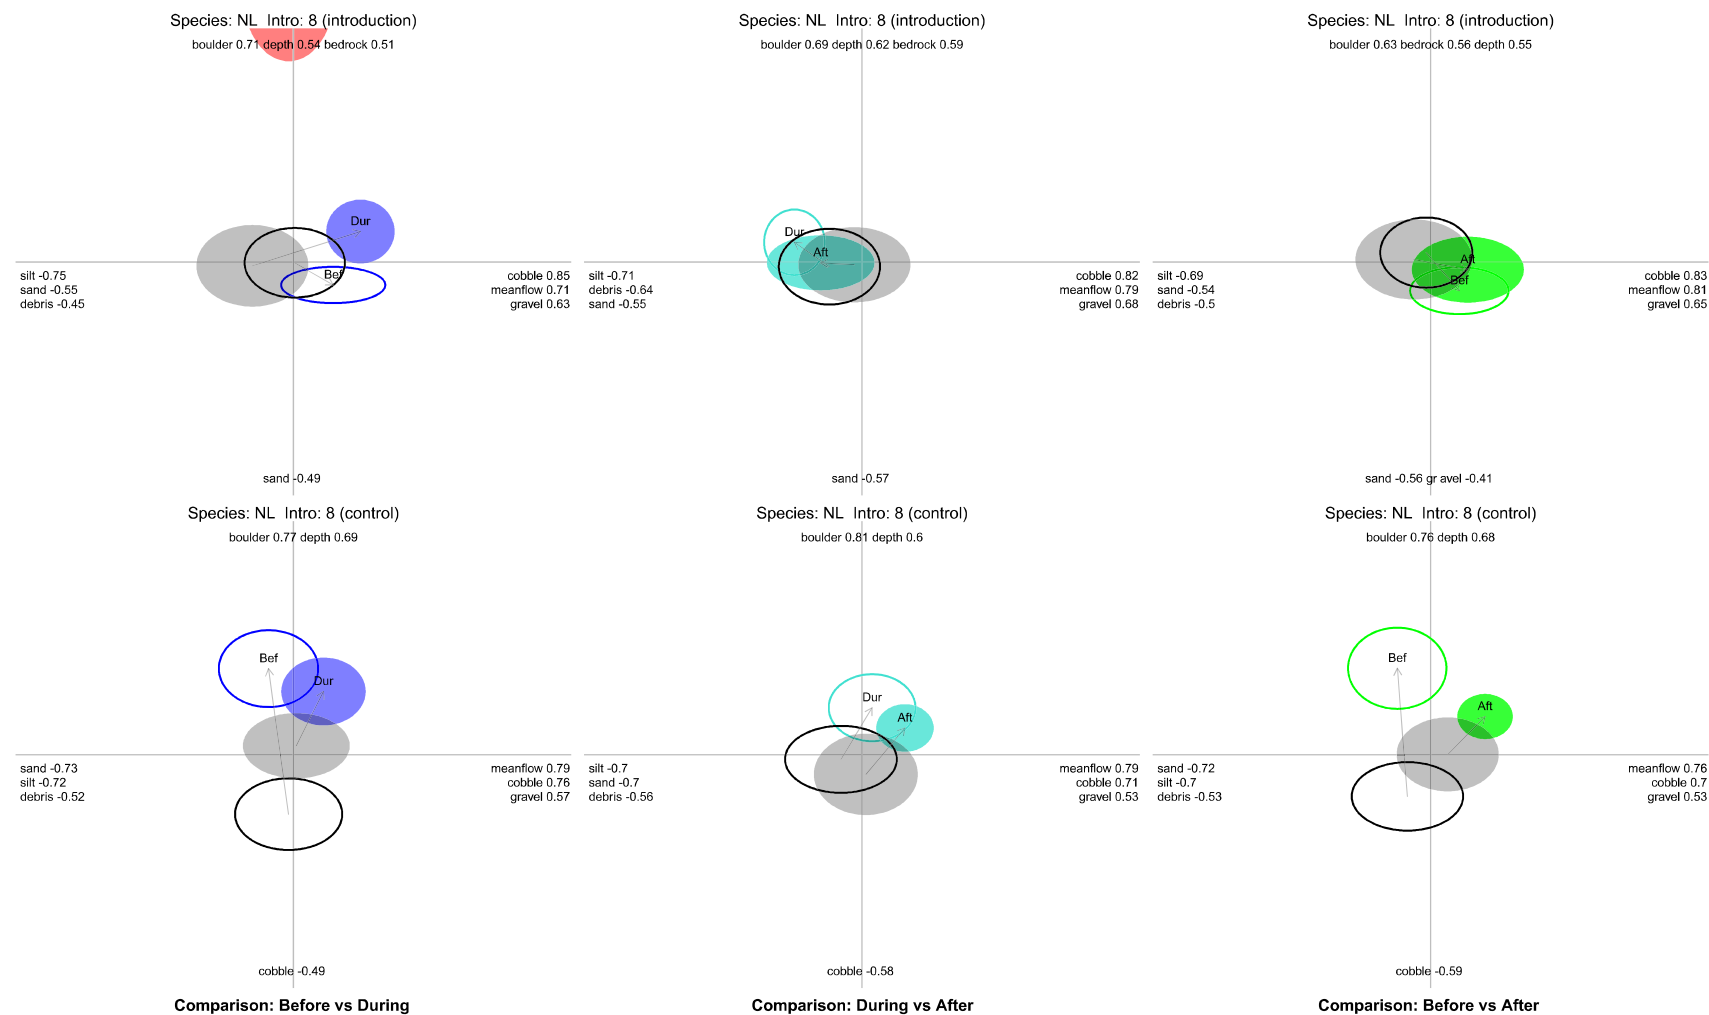 Species: NL  Intro: 8 (introduction)
boulder 0.71 depth 0.54 bedrock 0.51
Dur
Bef
silt -0.75
sand -0.55
debris -0.45
cobble 0.85
meanflow 0.71
gravel 0.63
sand -0.49
Species: NL  Intro: 8 (introduction)
boulder 0.69 depth 0.62 bedrock 0.59
Dur
Aft
silt -0.71
debris -0.64
sand -0.55
cobble 0.82
meanflow 0.79
gravel 0.68
sand -0.57
Species: NL  Intro: 8 (introduction)
boulder 0.63 bedrock 0.56 depth 0.55
Aft
Bef
silt -0.69
sand -0.54
debris -0.5
cobble 0.83
meanflow 0.81
gravel 0.65
sand -0.56 gr avel -0.41
Species: NL  Intro: 8 (control)
boulder 0.77 depth 0.69
Bef
Dur
sand -0.73
silt -0.72
debris -0.52
meanflow 0.79
cobble 0.76
gravel 0.57
cobble -0.49
Comparison: Before vs During
Species: NL  Intro: 8 (control)
boulder 0.81 depth 0.6
Dur
Aft
silt -0.7
sand -0.7
debris -0.56
meanflow 0.79
cobble 0.71
gravel 0.53
cobble -0.58
Comparison: During vs After
Species: NL  Intro: 8 (control)
boulder 0.76 depth 0.68
Bef
Aft
sand -0.72
silt -0.7
debris -0.53
meanflow 0.76
cobble 0.7
gravel 0.53
cobble -0.59
Comparison: Before vs After